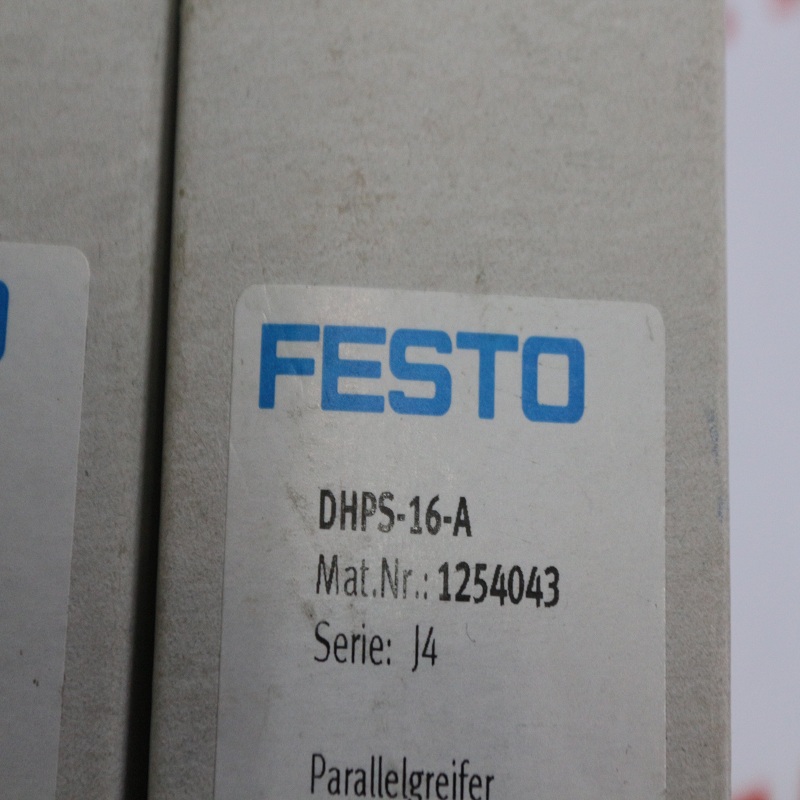 FESTO
DHPS-16-A
Mat.Nr.: 1254043
Serie: J4
Parallelgreifer